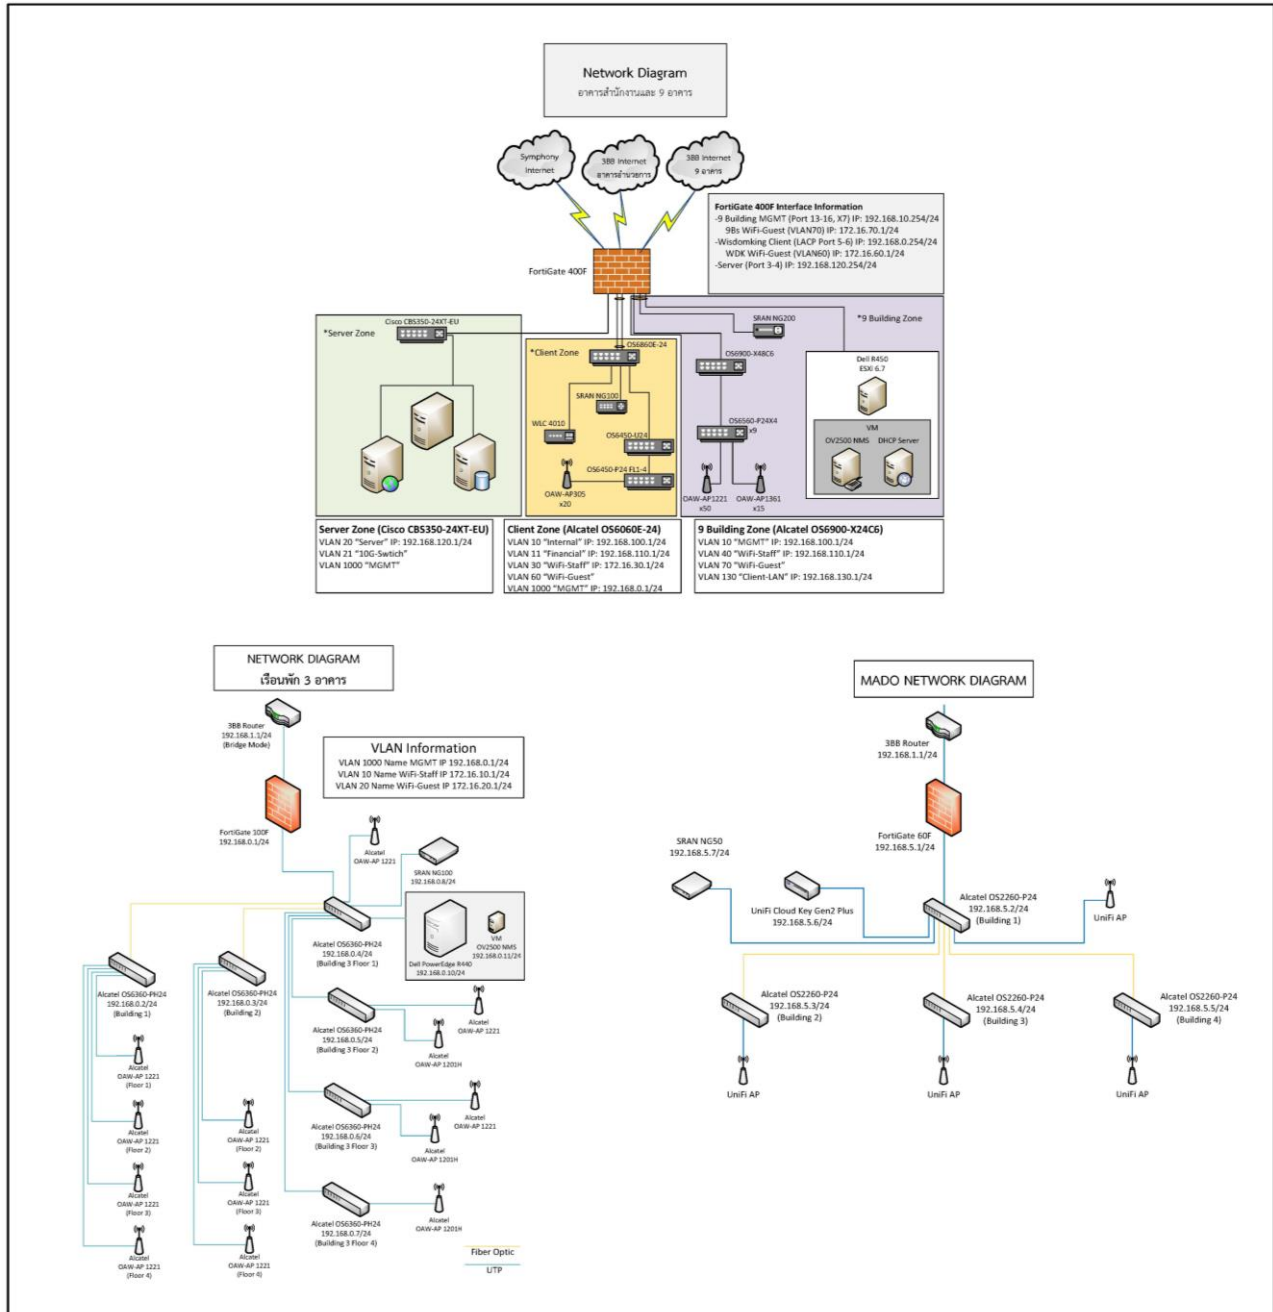 Network Diagram
อาคารสำนักงานและ 9 อาคาร
Symphony
Internet
3BB Internet
อาคารอำนวยการ
3BB Internet
9 อาคาร
FortiGate 400F Interface Information
-9 Building MGMT (Port 13-16, X7) IP: 192.168.10.254/24
9Bs WiFi-Guest (VLAN70) IP: 172.16.70.1/24
-Wisdomking Client (LACP Port 5-6) IP: 192.168.0.254/24
WDK WiFi-Guest (VLAN60) IP: 172.16.60.1/24
-Server (Port 3-4) IP: 192.168.120.254/24
FortiGate 400F
*Server Zone
Cisco CBS350-24XT-EU
*Client Zone
OS6860E-24
SRAN NG100
WLC 4010
OS6450-U24
OS6450-P24 FL1-4
OAW-AP305
x20
SRAN NG200
*9 Building Zone
OS6900-X48C6
OS6560-P24X4
x9
OAW-AP1221
x50
OAW-AP1361
x15
Dell R450
ESXi 6.7
VM
OV2500 NMS
DHCP Server
Server Zone (Cisco CBS350-24XT-EU)
VLAN 20 "Server" IP: 192.168.120.1/24
VLAN 21 "10G-Swtich"
VLAN 1000 "MGMT"
Client Zone (Alcatel OS6060E-24)
VLAN 10 "Internal" IP: 192.168.100.1/24
VLAN 11 "Financial" IP: 192.168.110.1/24
VLAN 30 "WiFi-Staff" IP: 172.16.30.1/24
VLAN 60 "WiFi-Guest"
VLAN 1000 "MGMT" IP: 192.168.0.1/24
9 Building Zone (Alcatel OS6900-X24C6)
VLAN 10 "MGMT" IP: 192.168.100.1/24
VLAN 40 "WiFi-Staff" IP: 192.168.110.1/24
VLAN 70 "WiFi-Guest"
VLAN 130 "Client-LAN" IP: 192.168.130.1/24
NETWORK DIAGRAM
เรือนพัก 3 อาคาร
3BB Router
192.168.1.1/24
(Bridge Mode)
VLAN Information
VLAN 1000 Name MGMT IP 192.168.0.1/24
VLAN 10 Name WiFi-Staff IP 172.16.10.1/24
VLAN 20 Name WiFi-Guest IP 172.16.20.1/24
FortiGate 100F
192.168.0.1/24
Alcatel
OAW-AP 1221
SRAN NG100
192.168.0.8/24
Alcatel OS6360-PH24
192.168.0.4/24
(Building 3 Floor 1)
Dell PowerEdge R440
192.168.0.10/24
VM
OV2500 NMS
192.168.0.11/24
Alcatel OS6360-PH24
192.168.0.2/24
(Building 1)
Alcatel OS6360-PH24
192.168.0.3/24
(Building 2)
Alcatel OS6360-PH24
192.168.0.5/24
(Building 3 Floor 2)
Alcatel
OAW-AP 1221
Alcatel
OAW-AP 1201H
Alcatel OS6360-PH24
192.168.0.6/24
(Building 3 Floor 3)
Alcatel
OAW-AP 1221
Alcatel
OAW-AP 1201H
Alcatel OS6360-PH24
192.168.0.7/24
(Building 3 Floor 4)
Alcatel
OAW-AP 1201H
Alcatel
OAW-AP 1221
(Floor 1)
Alcatel
OAW-AP 1221
(Floor 2)
Alcatel
OAW-AP 1221
(Floor 3)
Alcatel
OAW-AP 1221
(Floor 4)
Alcatel
OAW-AP 1221
(Floor 2)
Alcatel
OAW-AP 1221
(Floor 3)
Alcatel
OAW-AP 1221
(Floor 4)
Fiber Optic
UTP
MADO NETWORK DIAGRAM
3BB Router
192.168.1.1/24
FortiGate 60F
192.168.5.1/24
SRAN NG50
192.168.5.7/24
UniFi Cloud Key Gen2 Plus
192.168.5.6/24
Alcatel OS2260-P24
192.168.5.2/24
(Building 1)
UniFi AP
Alcatel OS2260-P24
192.168.5.3/24
(Building 2)
Alcatel OS2260-P24
192.168.5.4/24
(Building 3)
Alcatel OS2260-P24
192.168.5.5/24
(Building 4)
UniFi AP
UniFi AP
UniFi AP